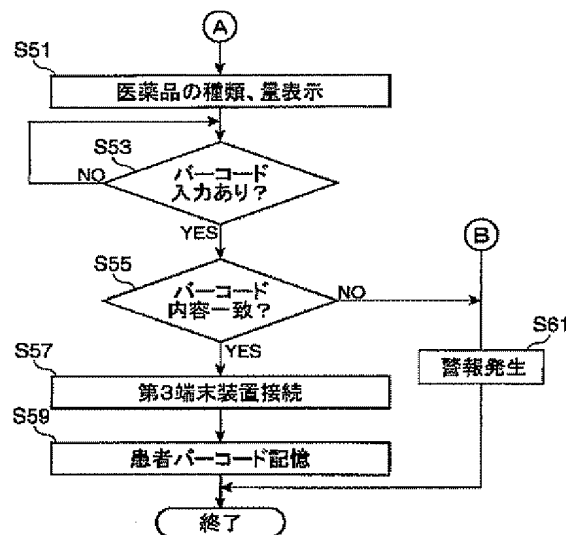 A
S51
医薬品の種類、量表示
S53
バーコード
入力あり?
NO
YES
B
S55
バーコード
内容一致?
NO
YES
S61
警報発生
S57
第3端末装置接続
S59
患者バーコード記憶
終了